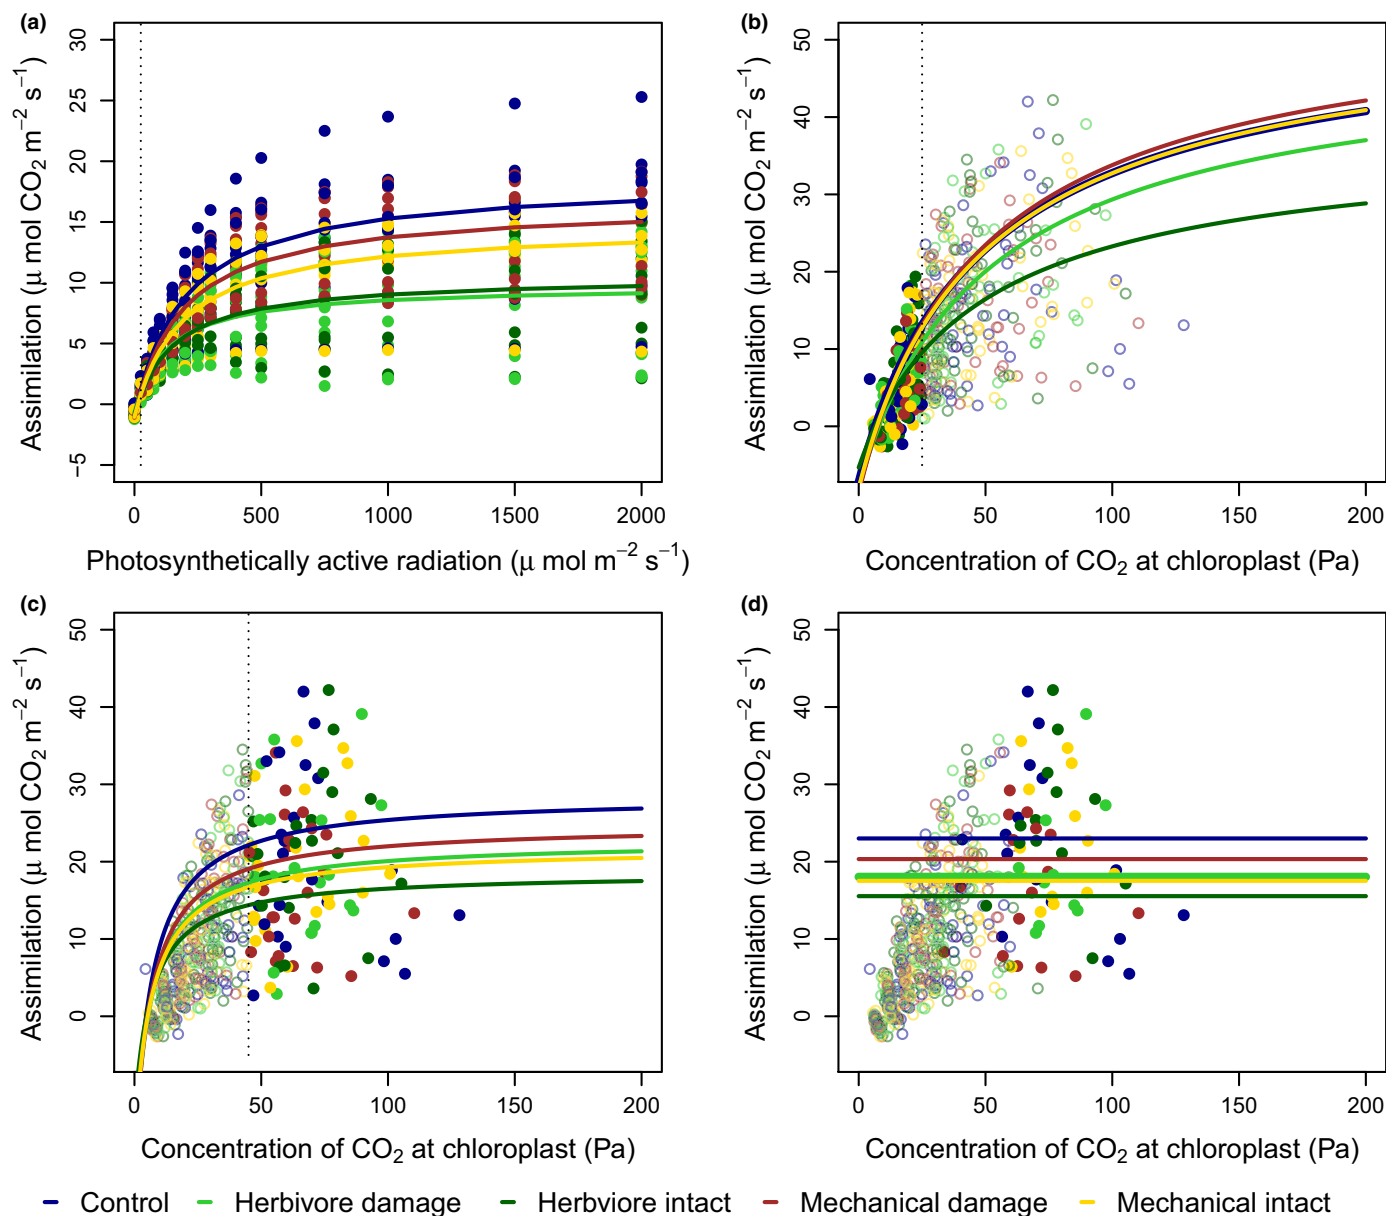 (a)
Assimilation (μ mol CO₂ m⁻² s⁻¹)
30
25
20
15
10
5
0
−5
0 500 1000 1500 2000
Photosynthetically active radiation (μ mol m⁻² s⁻¹)
(b)
Assimilation (μ mol CO₂ m⁻² s⁻¹)
50
40
30
20
10
0
0 50 100 150 200
Concentration of CO₂ at chloroplast (Pa)
(c)
Assimilation (μ mol CO₂ m⁻² s⁻¹)
50
40
30
20
10
0
0 50 100 150 200
Concentration of CO₂ at chloroplast (Pa)
(d)
Assimilation (μ mol CO₂ m⁻² s⁻¹)
50
40
30
20
10
0
0 50 100 150 200
Concentration of CO₂ at chloroplast (Pa)
Control Herbivore damage Herbviore intact Mechanical damage Mechanical intact